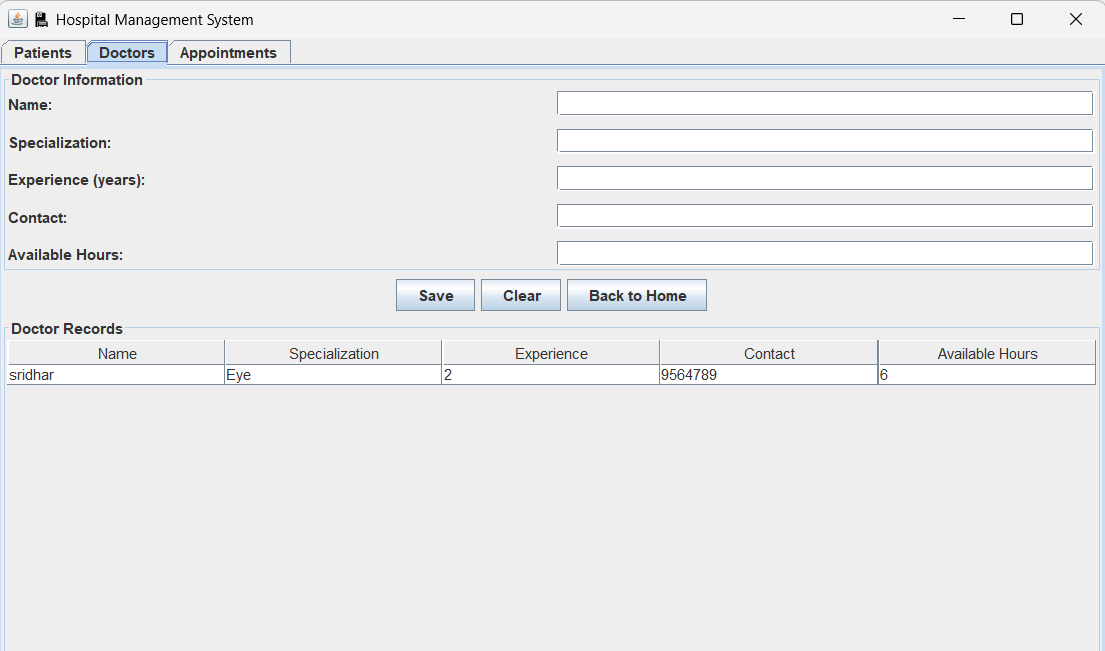 Hospital Management System
Patients Doctors Appointments
Doctor Information
Name:
Specialization:
Experience (years):
Contact:
Available Hours:
Save Clear Back to Home
Doctor Records
Name Specialization Experience Contact Available Hours
sridhar Eye 2 9564789 6